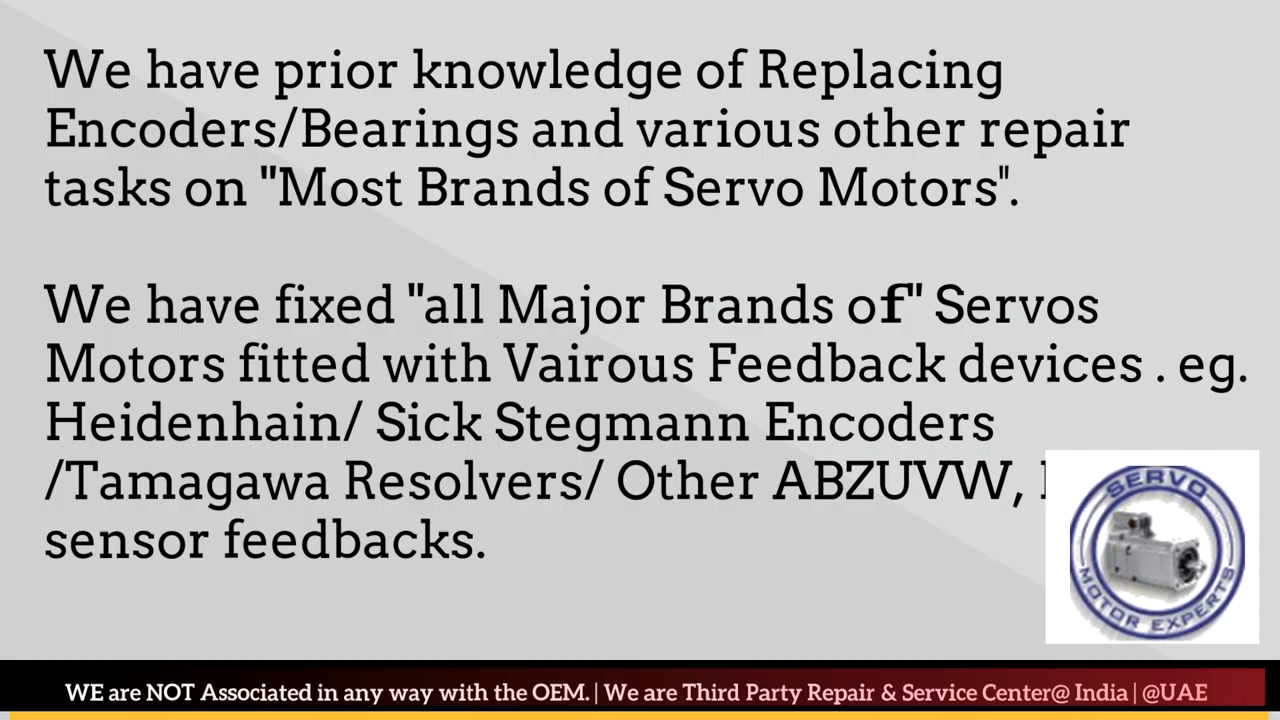 We have prior knowledge of Replacing
Encoders/Bearings and various other repair
tasks on "Most Brands of Servo Motors".
We have fixed "all Major Brands of" Servos
Motors fitted with Vairous Feedback devices . eg.
Heidenhain/ Sick Stegmann Encoders
/Tamagawa Resolvers/ Other ABZUVW,
sensor feedbacks.
SERVO
MOTOR EXPERTS
WE are NOT Associated in any way with the OEM. | We are Third Party Repair & Service Center@ India | @UAE